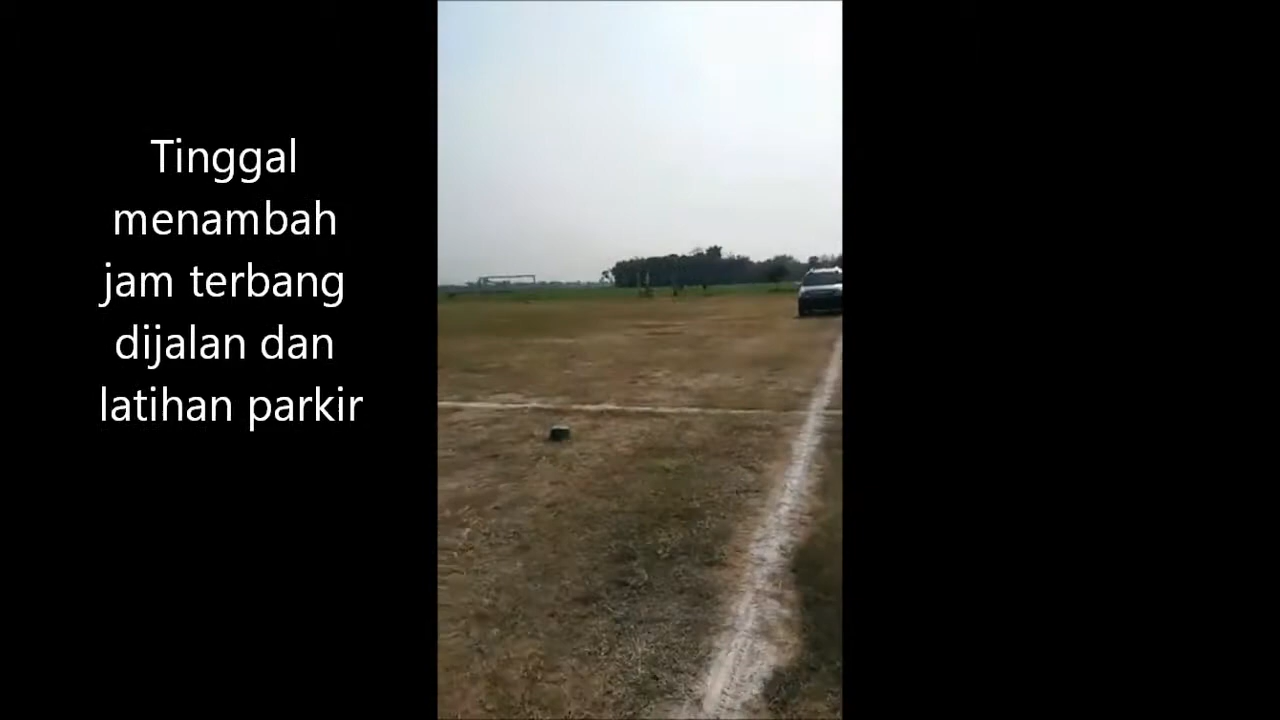 Tinggal
menambah
jam terbang
dijalan dan
latihan parkir